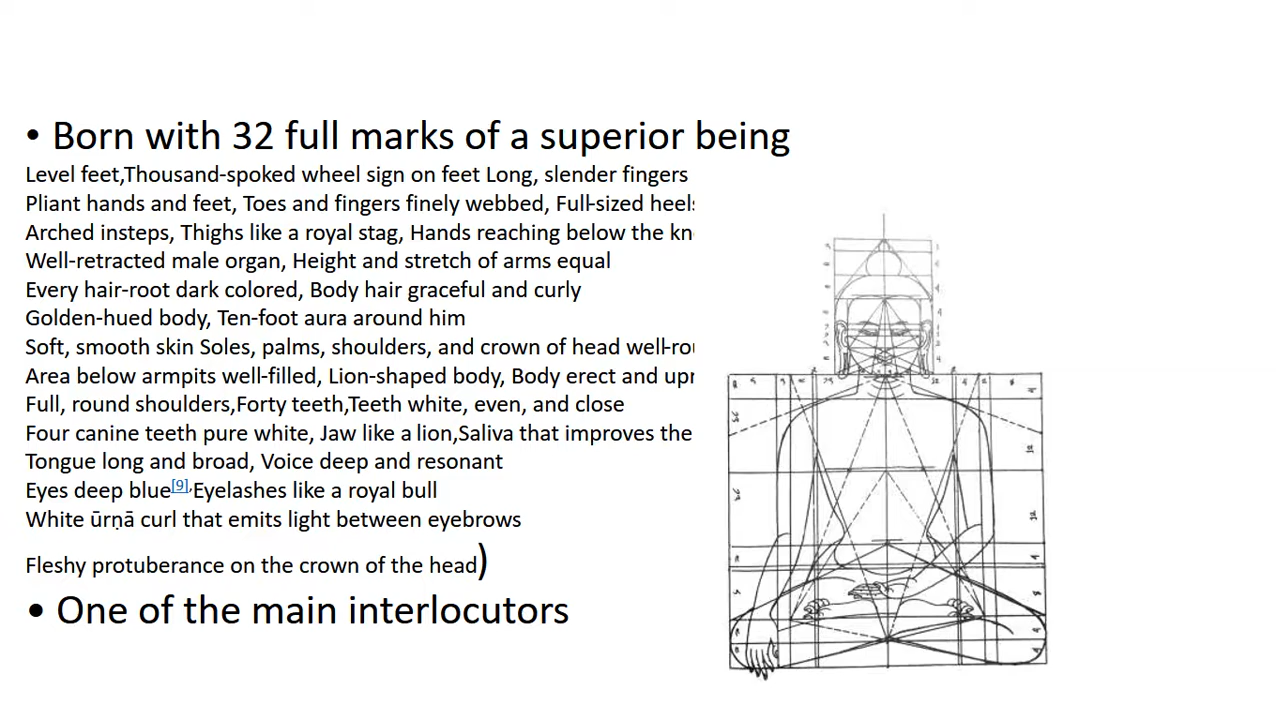 • Born with 32 full marks of a superior being
Level feet,Thousand-spoked wheel sign on feet Long, slender fingers
Pliant hands and feet, Toes and fingers finely webbed, Full-sized
Arched insteps, Thighs like a royal stag, Hands reaching below the
Well-retracted male organ, Height and stretch of arms equal
Every hair-root dark colored, Body hair graceful and curly
Golden-hued body, Ten-foot aura around him
Soft, smooth skin Soles, palms, shoulders, and crown of head
Area below armpits well-filled, Lion-shaped body, Body erect and
Full, round shoulders,Forty teeth,Teeth white, even, and close
Four canine teeth pure white, Jaw like a lion,Saliva that improves the
Tongue long and broad, Voice deep and resonant
Eyes deep blue[9],Eyelashes like a royal bull
White ūrṇā curl that emits light between eyebrows
Fleshy protuberance on the crown of the head)
• One of the main interlocutors